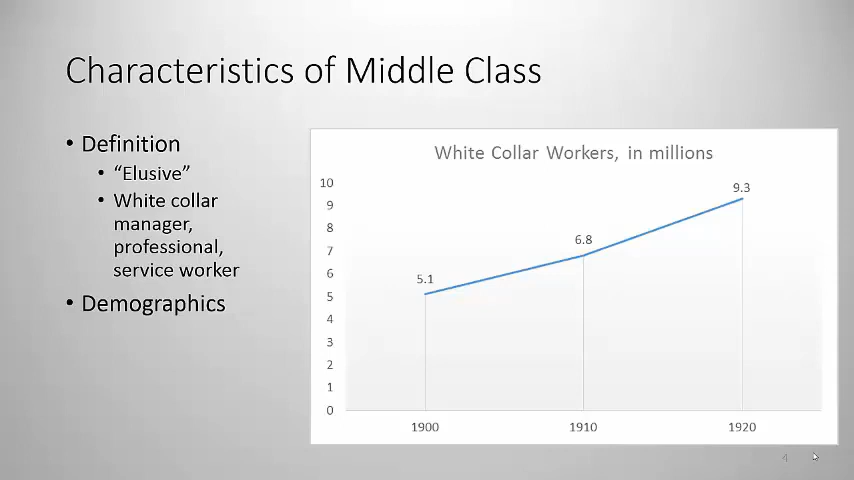 Characteristics of Middle Class
• Definition
• “Elusive”
• White collar
manager,
professional,
service worker
• Demographics
White Collar Workers, in millions
10
9
8
7
6
5
4
3
2
1
0
5.1
6.8
9.3
1900
1910
1920
4